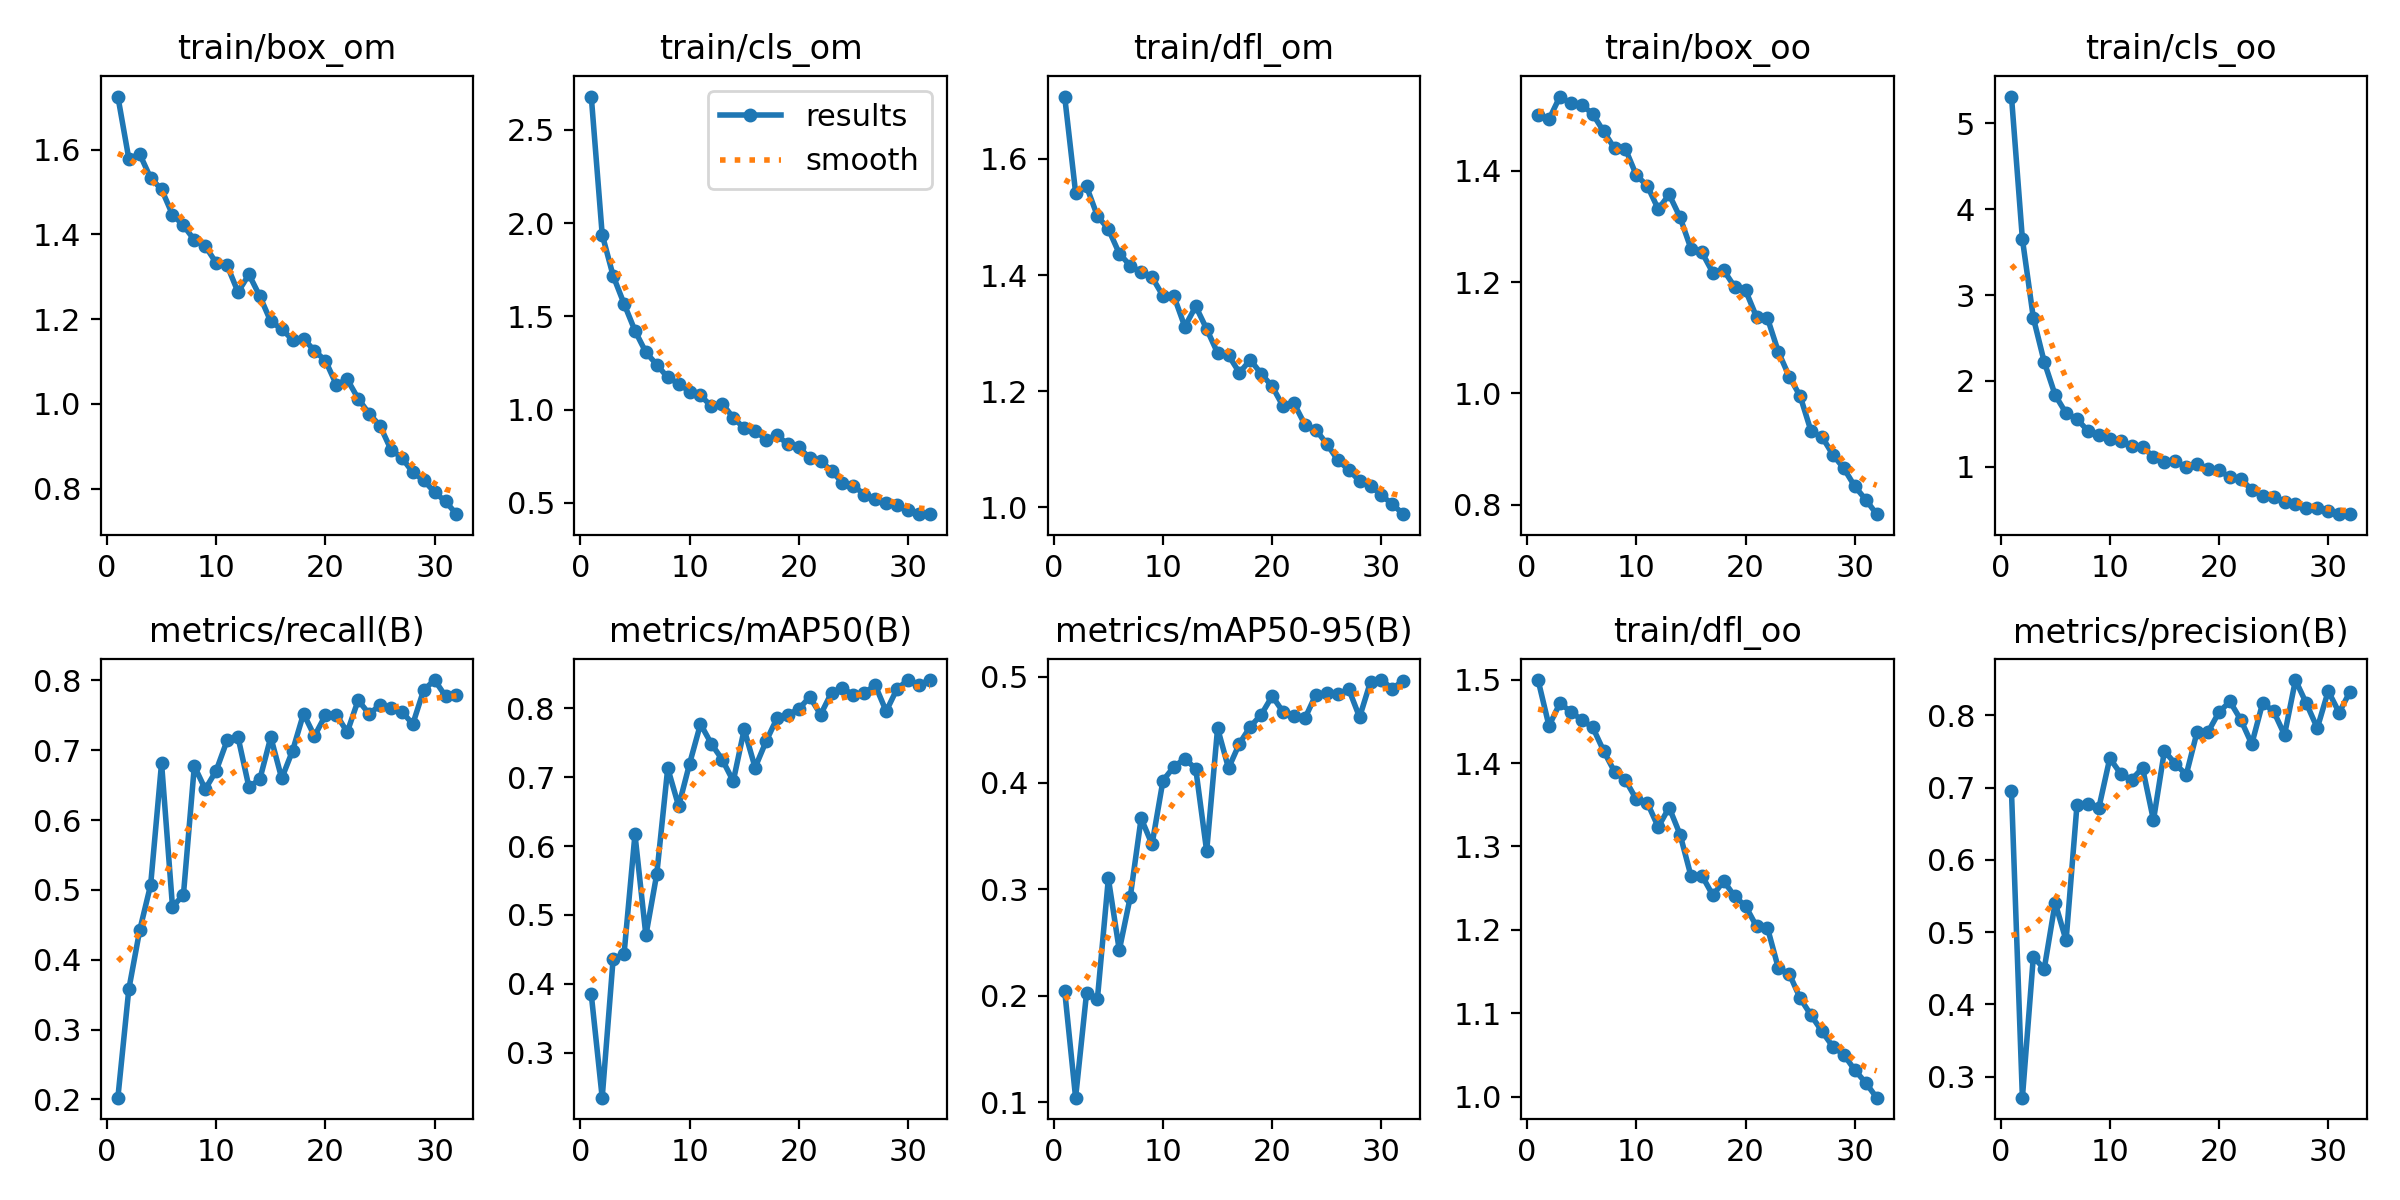 train/box_om
train/cls_om
train/dfl_om
train/box_oo
train/cls_oo
results
smooth
1.6
1.4
1.2
1.0
0.8
0 10 20 30
2.5
2.0
1.5
1.0
0.5
0 10 20 30
1.6
1.4
1.2
1.0
0 10 20 30
1.4
1.2
1.0
0.8
0 10 20 30
5
4
3
2
1
0 10 20 30
metrics/recall(B)
metrics/mAP50(B)
metrics/mAP50-95(B)
train/dfl_oo
metrics/precision(B)
0.8
0.7
0.6
0.5
0.4
0.3
0.2
0 10 20 30
0.8
0.7
0.6
0.5
0.4
0.3
0 10 20 30
0.5
0.4
0.3
0.2
0.1
0 10 20 30
1.5
1.4
1.3
1.2
1.1
1.0
0 10 20 30
0.8
0.7
0.6
0.5
0.4
0.3
0 10 20 30